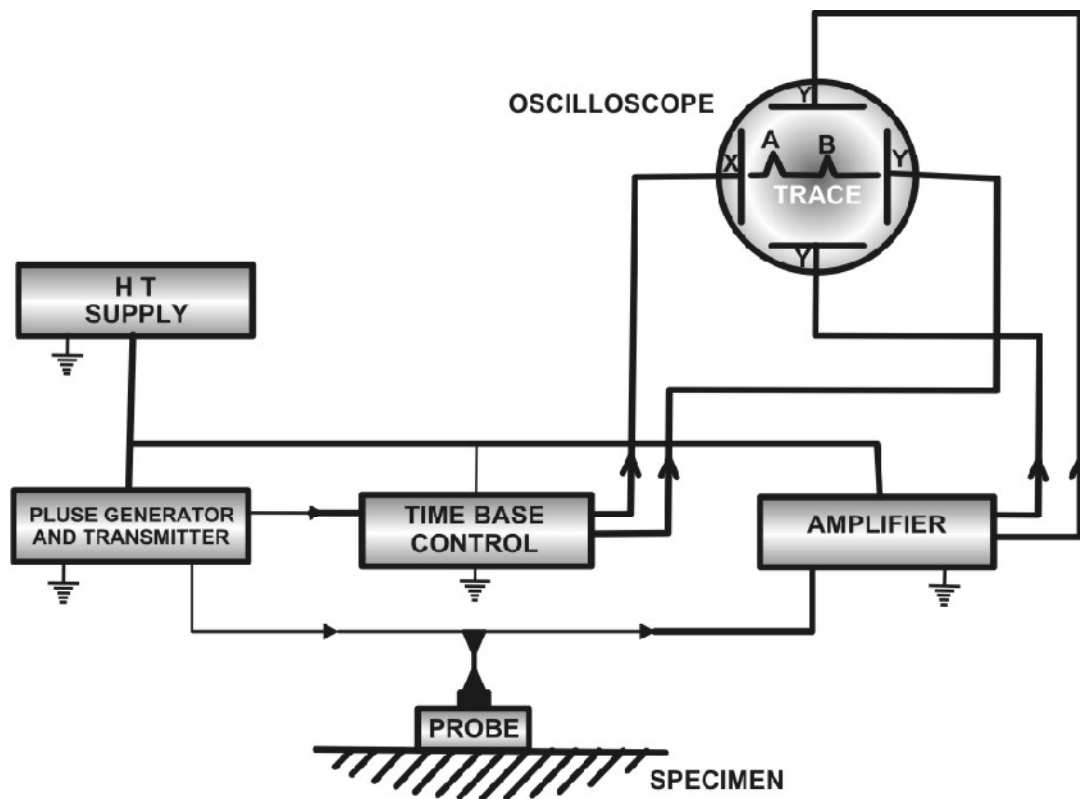 OSCILLOSCOPE
Y
A
B
X
Y
TRACE
Y
H T
SUPPLY
PLUSE GENERATOR
AND TRANSMITTER
TIME BASE
CONTROL
AMPLIFIER
PROBE
SPECIMEN